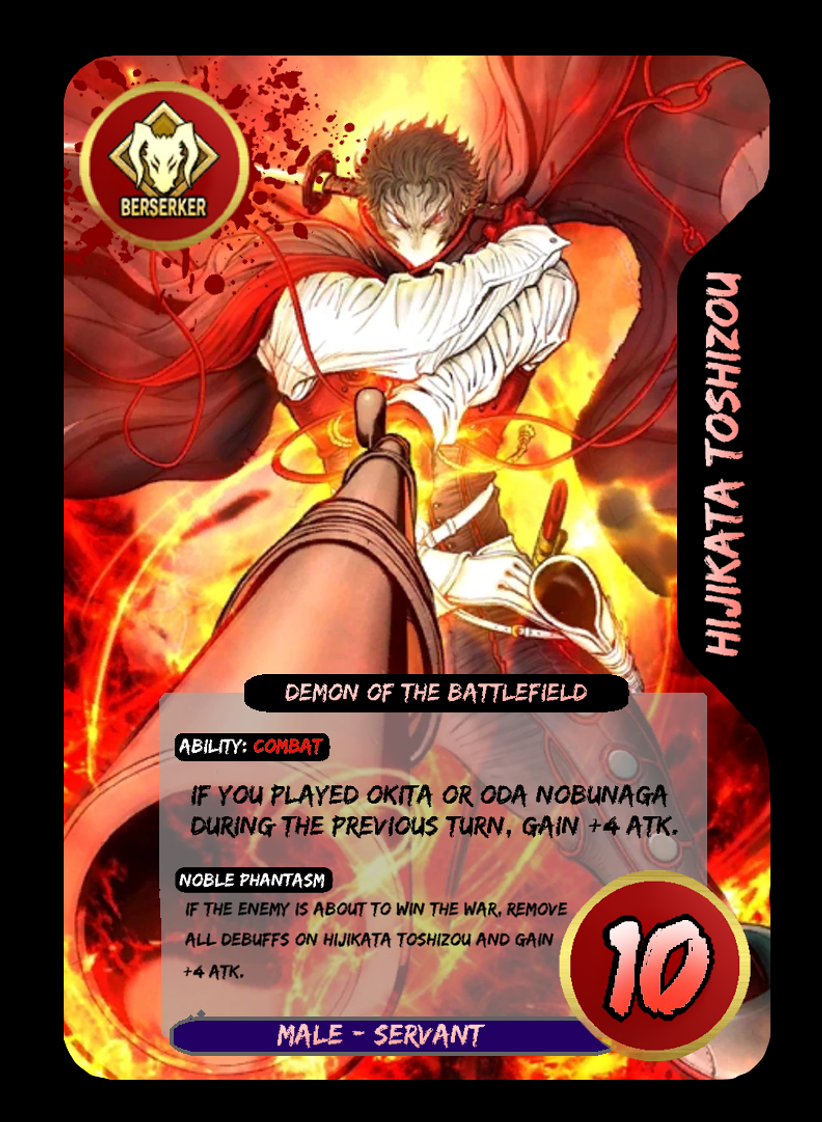 BERSERKER
HIJIKATA TOSHIZOU
DEMON OF THE BATTLEFIELD
ABILITY: COMBAT
IF YOU PLAYED OKITA OR ODA NOBUNAGA
DURING THE PREVIOUS TURN, GAIN +4 ATK.
NOBLE PHANTASM
IF THE ENEMY IS ABOUT TO WIN THE WAR, REMOVE
ALL DEBUFFS ON HIJIKATA TOSHIZOU AND GAIN
+4 ATK.
10
MALE - SERVANT